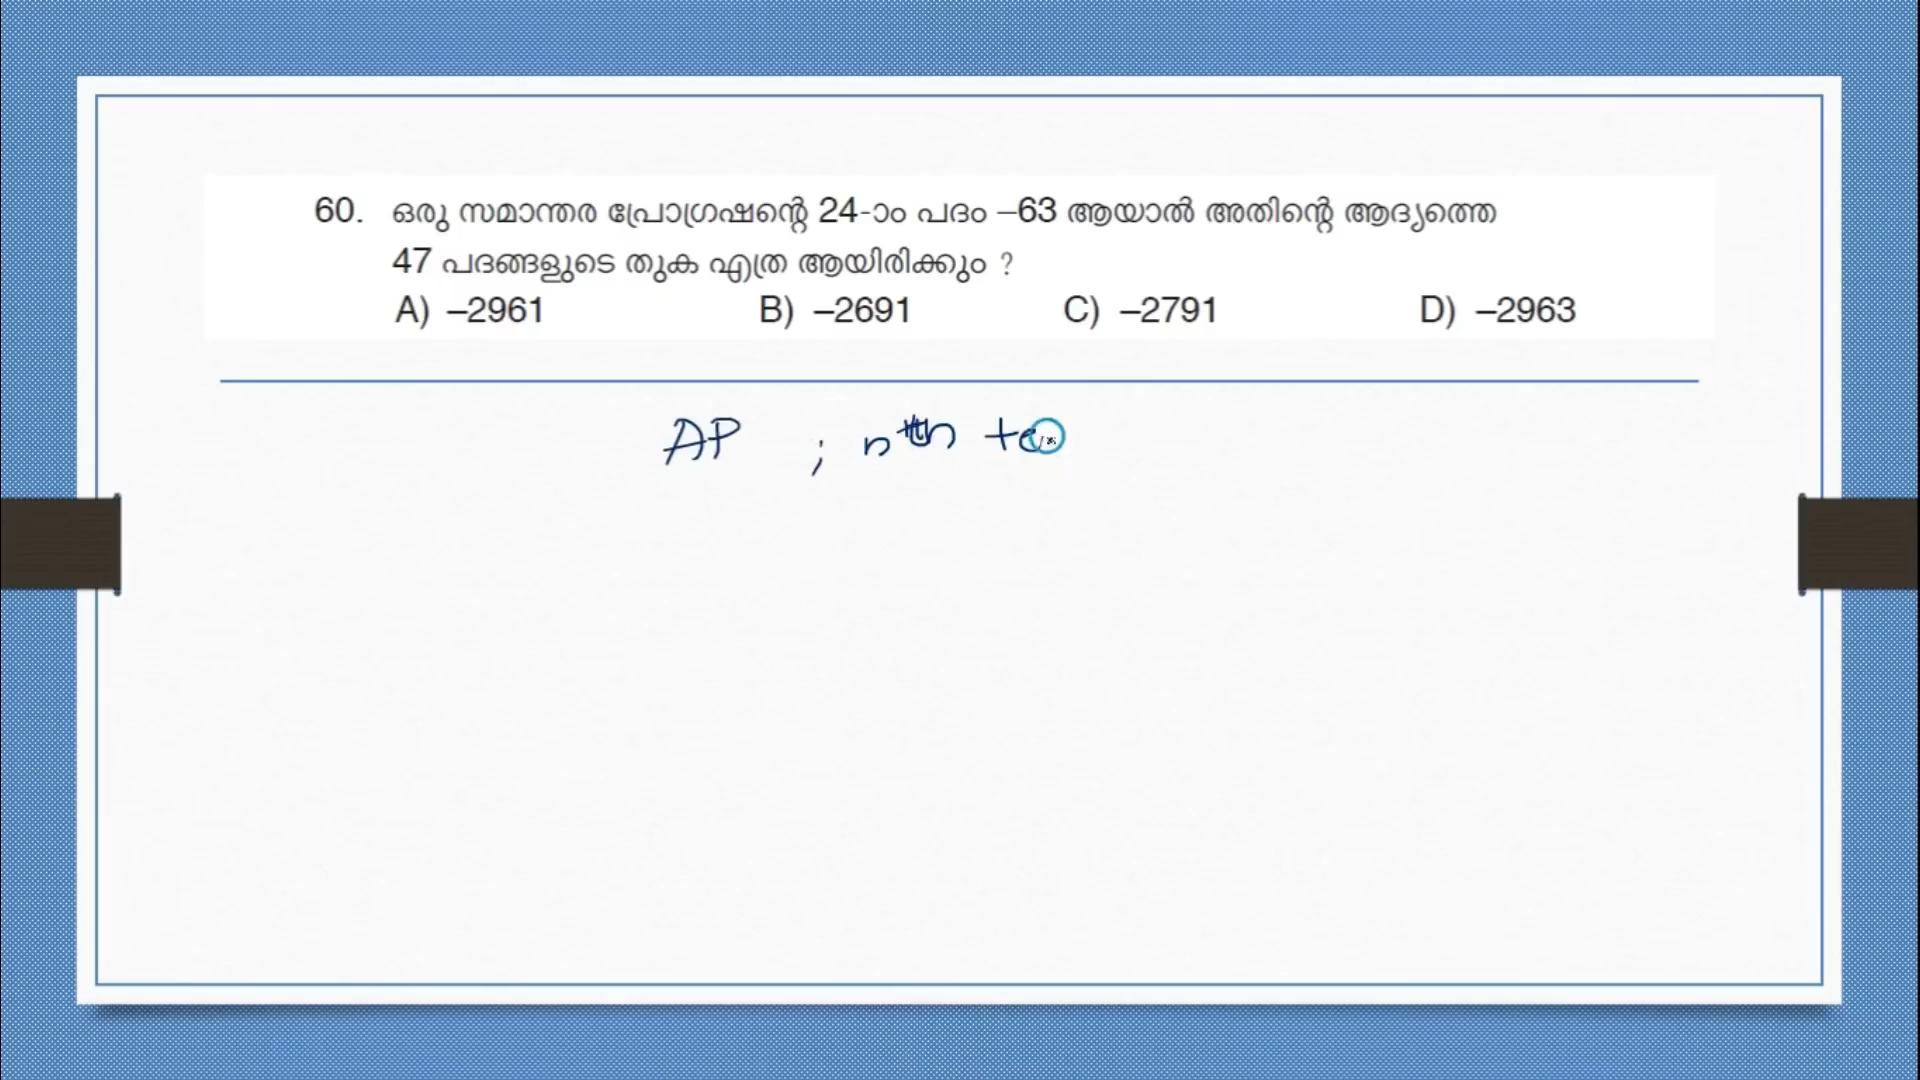 60. ഒരു സമാന്തര പ്രോഗ്രഷന്റെ 24-ാം പദം –63 ആയാൽ അതിന്റെ ആദ്യത്തെ
47 പദങ്ങളുടെ തുക എത്ര ആയിരിക്കും ?
A) –2961 B) –2691 C) –2791 D) –2963
AP ; nth te